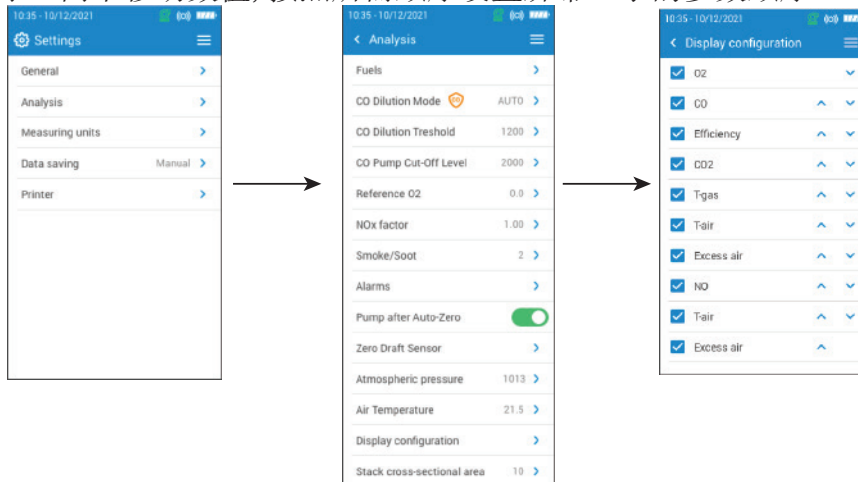 10:35 - 10/12/2021
Settings
General
Analysis
Measuring units
Data saving Manual
Printer
10:35 - 10/12/2021
Analysis
Fuels
CO Dilution Mode AUTO
CO Dilution Treshold 1200
CO Pump Cut-Off Level 2000
Reference O2 0.0
NOx factor 1.00
Smoke/Soot 2
Alarms
Pump after Auto-Zero
Zero Draft Sensor
Atmospheric pressure 1013
Air Temperature 21.5
Display configuration
Stack cross-sectional area 10
10:35 - 10/12/2021
Display configuration
O2
CO
Efficiency
CO2
T-gas
T-air
Excess air
NO
T-air
Excess air